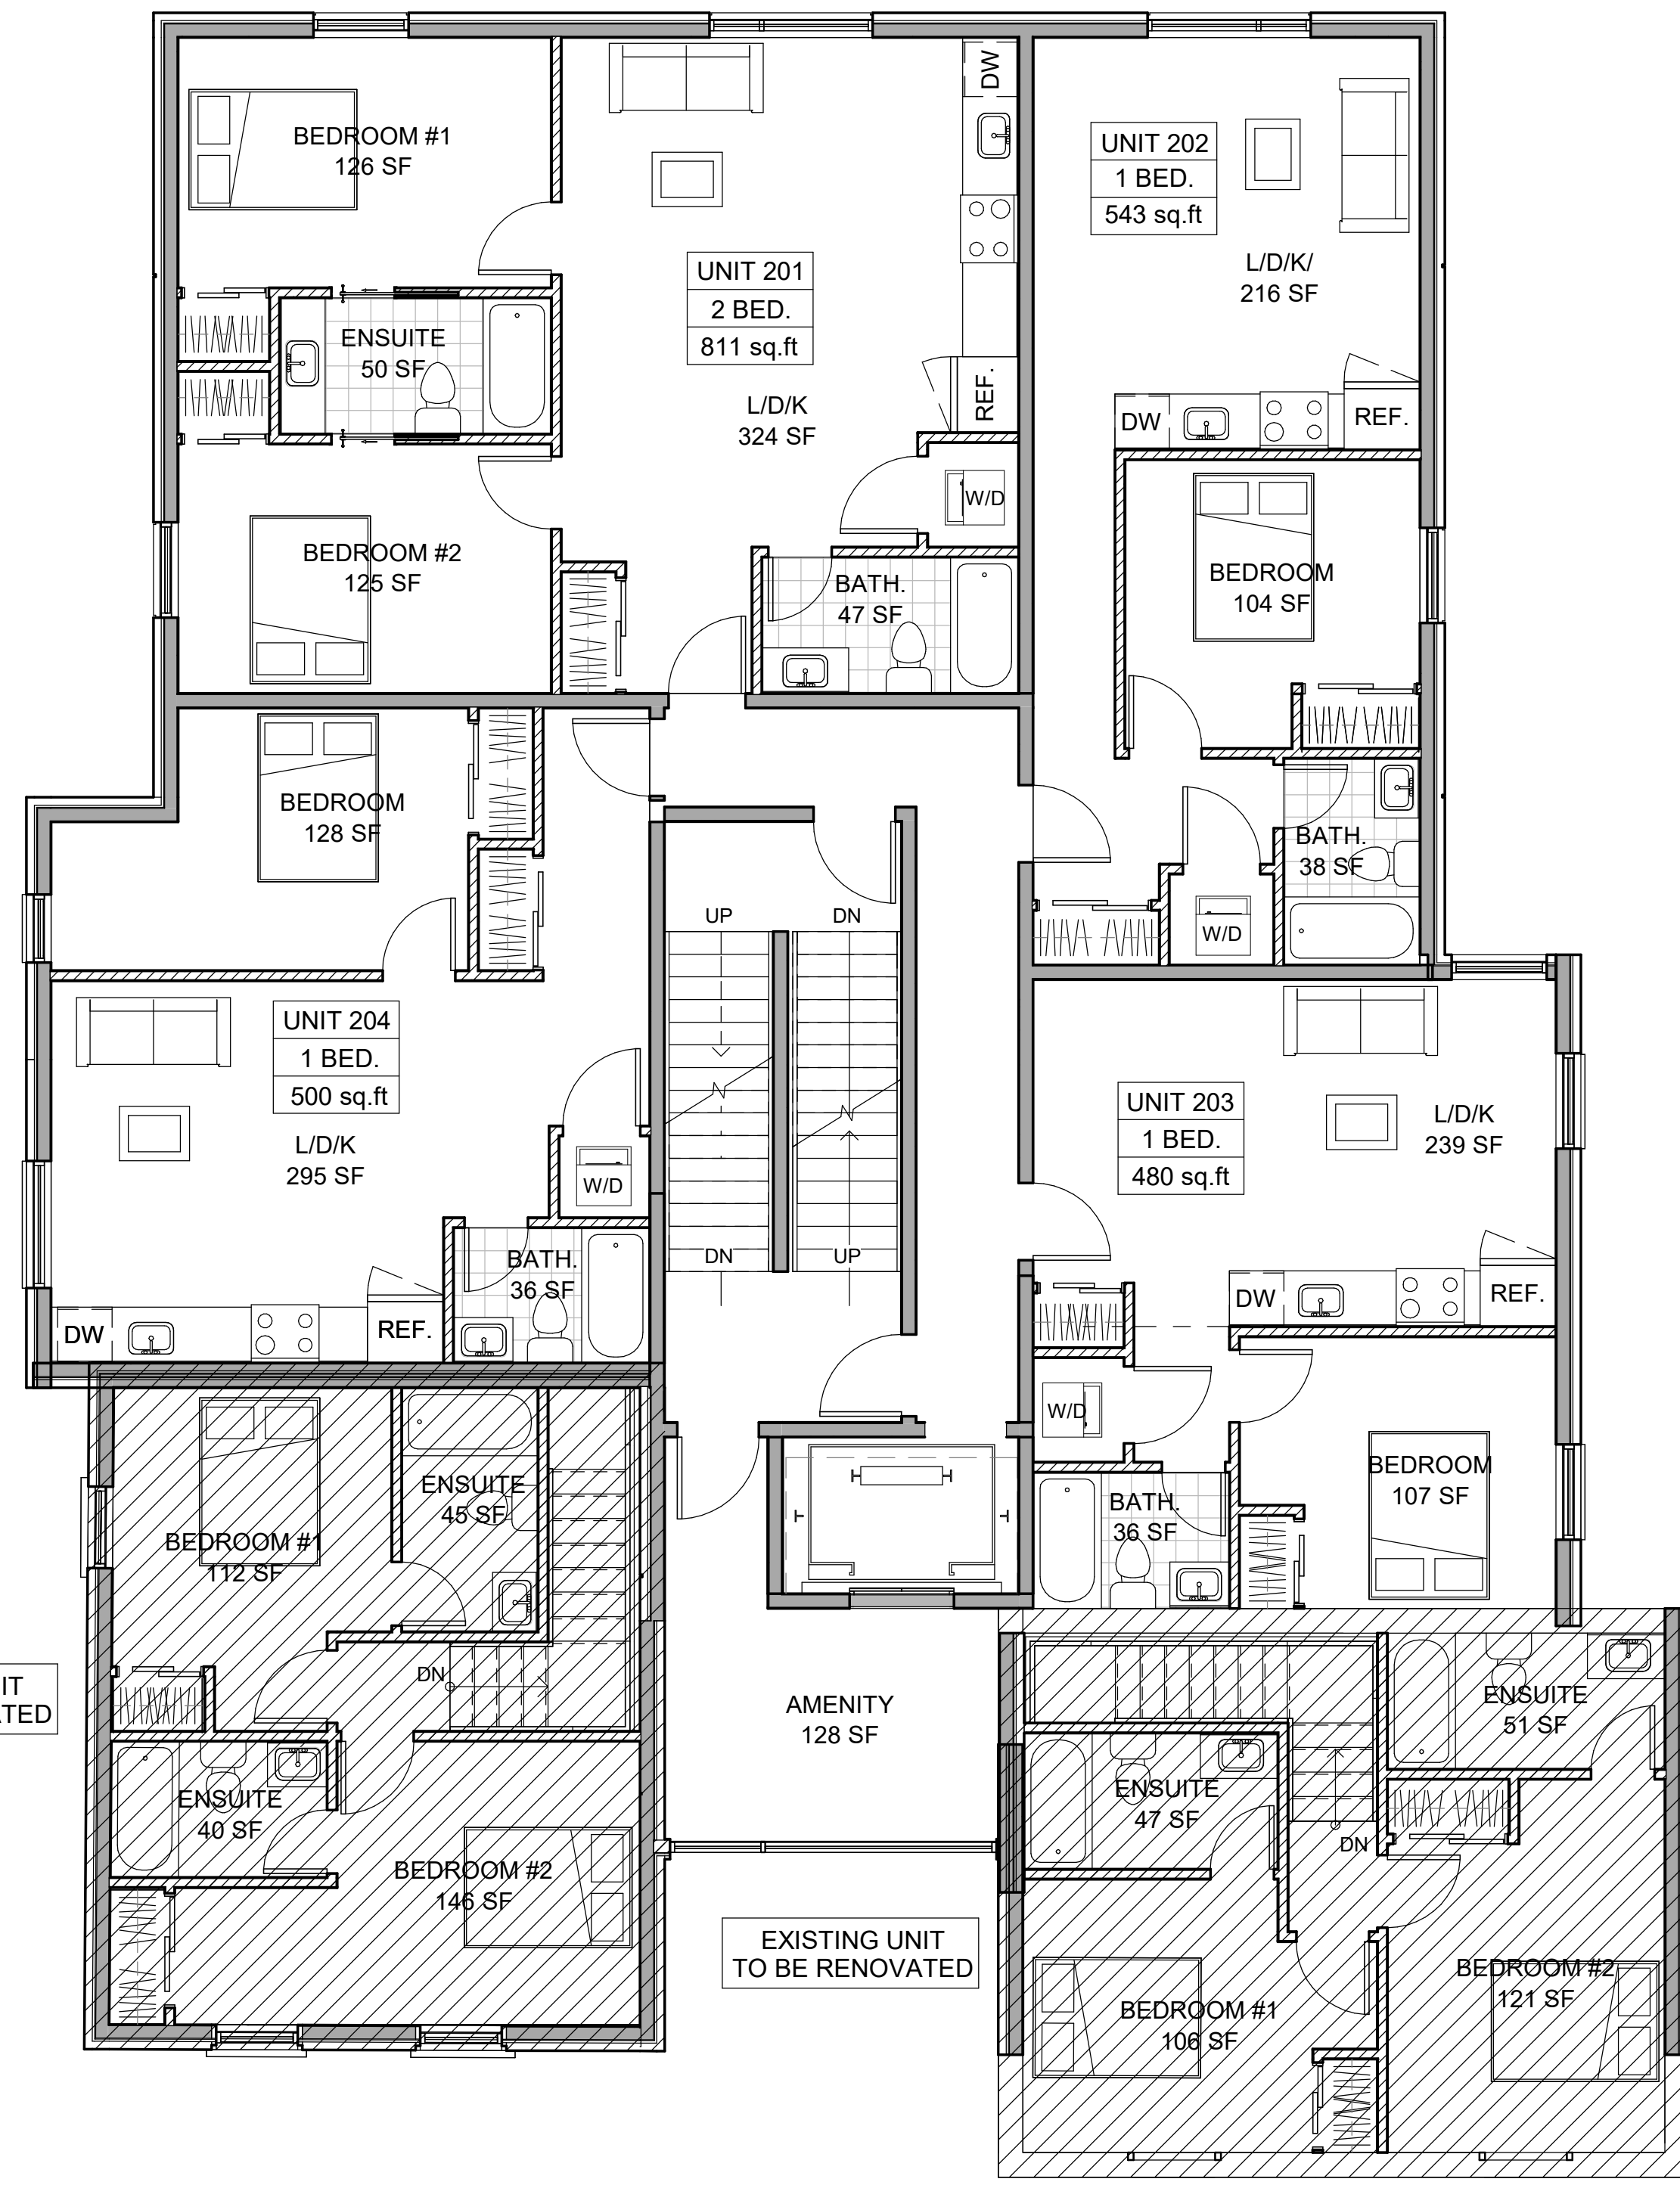 BEDROOM #1
126 SF
ENSUITE
50 SF
BEDROOM #2
125 SF
UNIT 201
2 BED.
811 sq.ft
L/D/K
324 SF
DW
REF.
W/D
BATH.
47 SF
UNIT 202
1 BED.
543 sq.ft
L/D/K/
216 SF
DW
REF.
BEDROOM
104 SF
BATH.
38 SF
W/D
BEDROOM
128 SF
UNIT 204
1 BED.
500 sq.ft
L/D/K
295 SF
W/D
BATH.
36 SF
DW
REF.
UP
DN
DN
UP
UNIT 203
1 BED.
480 sq.ft
L/D/K
239 SF
DW
REF.
W/D
BATH.
36 SF
BEDROOM
107 SF
BEDROOM #1
112 SF
ENSUITE
45 SF
DN
ENSUITE
40 SF
BEDROOM #2
146 SF
AMENITY
128 SF
EXISTING UNIT
TO BE RENOVATED
ENSUITE
51 SF
ENSUITE
47 SF
DN
BEDROOM #1
106 SF
BEDROOM #2
121 SF